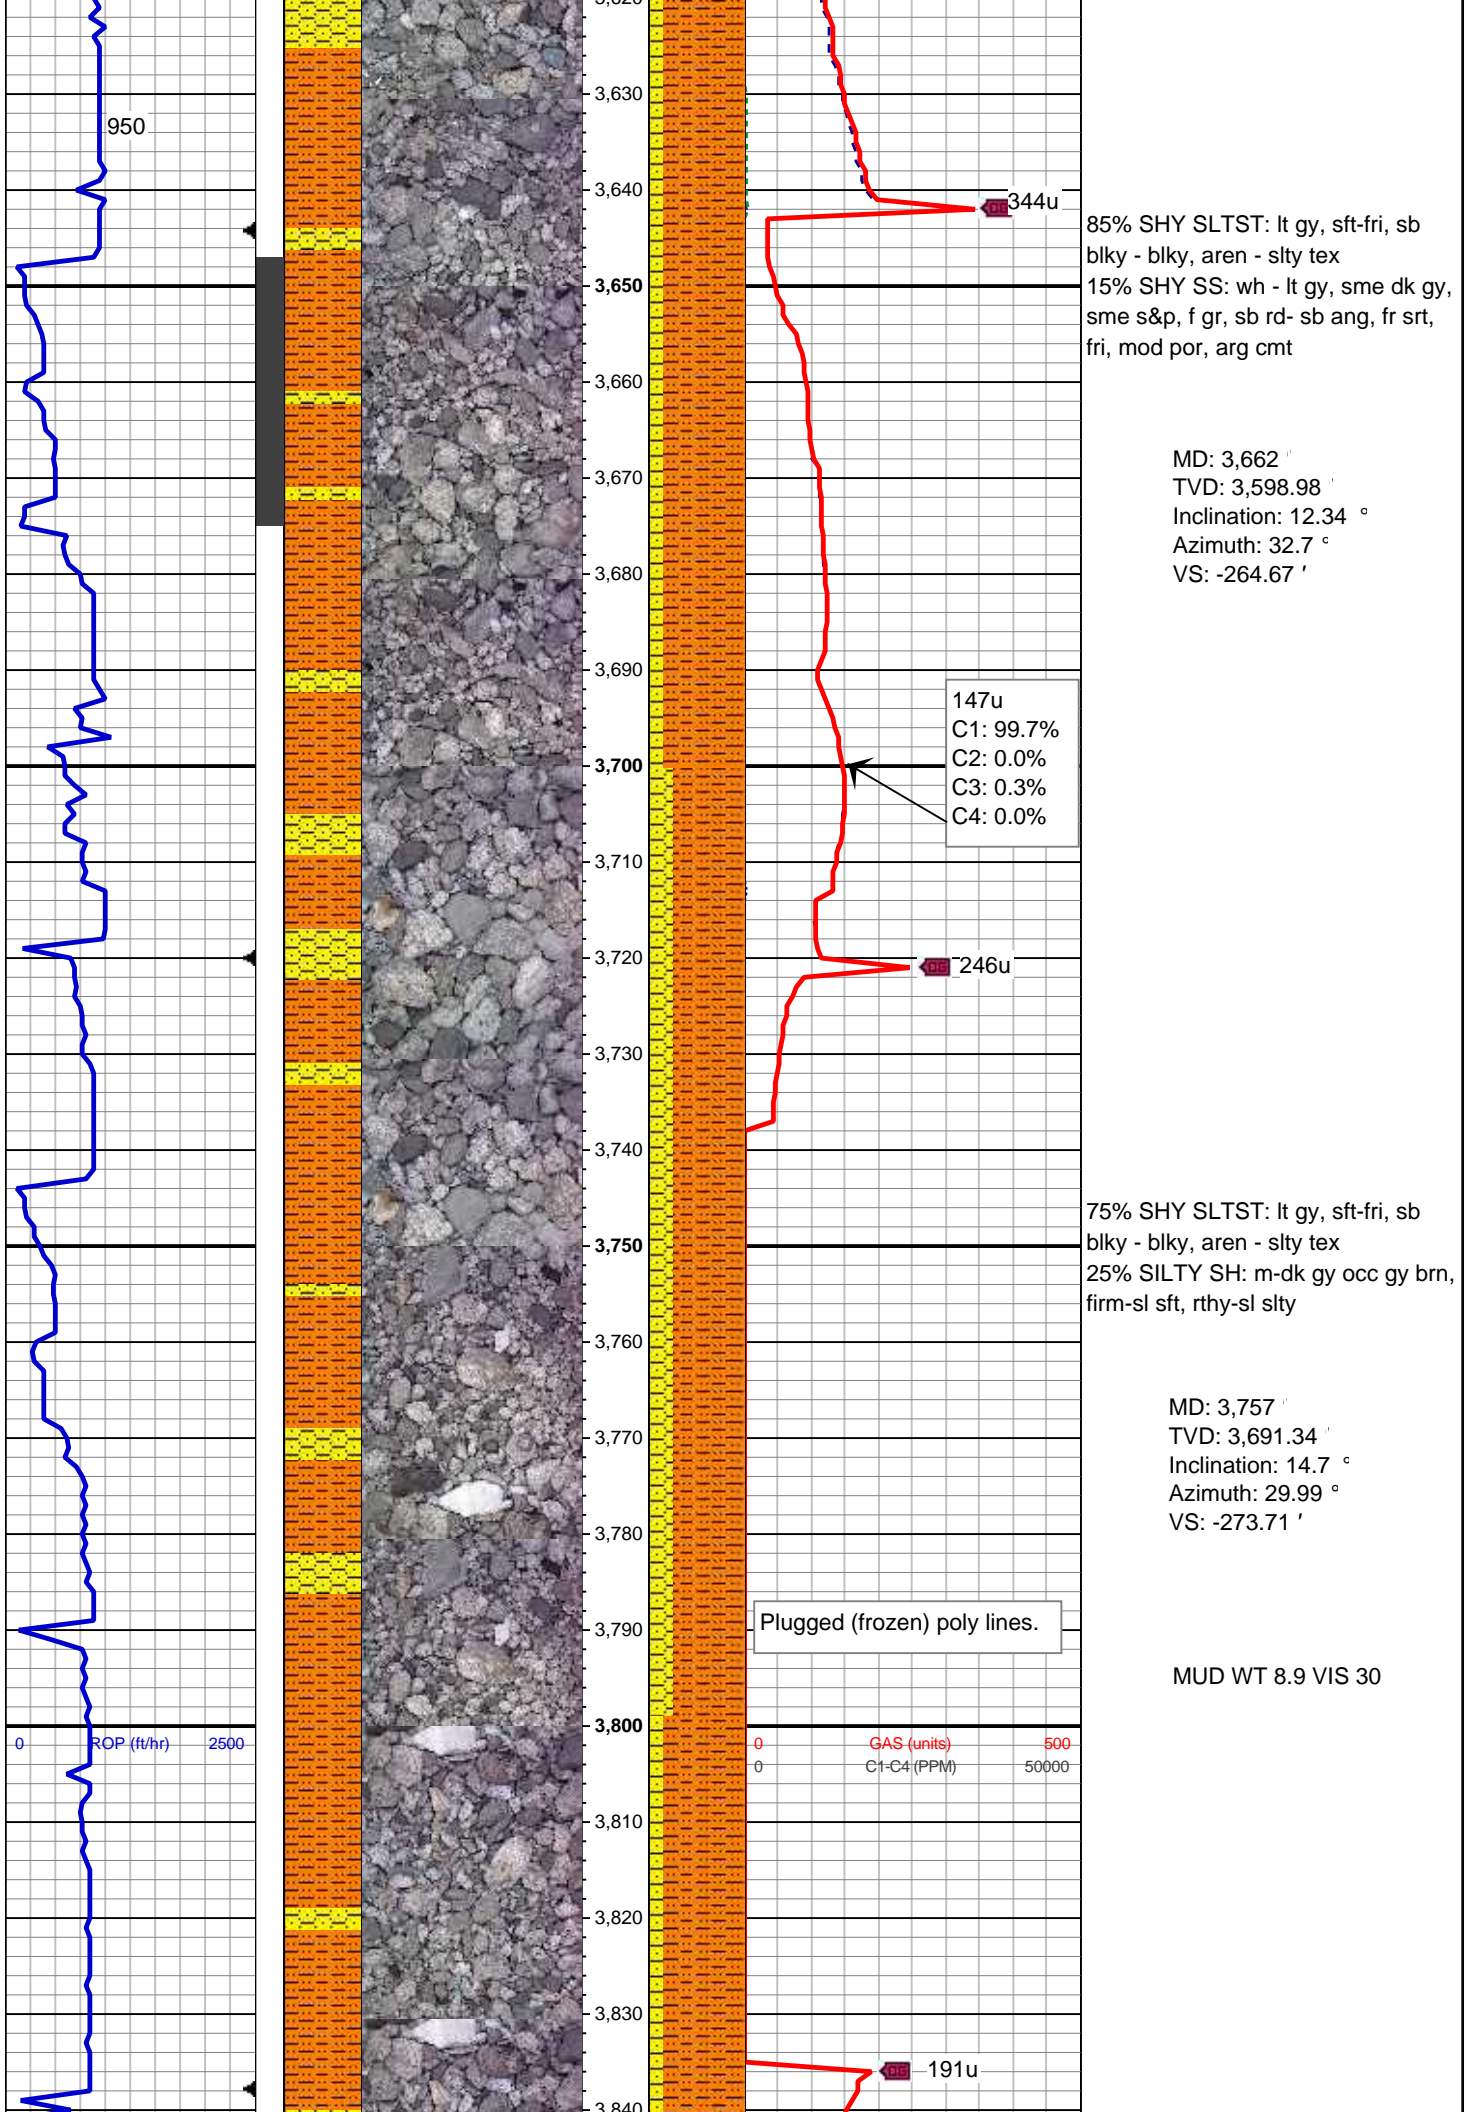 950
3,630
3,640
3,650
3,660
3,670
3,680
3,690
3,700
3,710
3,720
3,730
3,740
3,750
3,760
3,770
3,780
3,790
3,800
3,810
3,820
3,830
3,840
0 ROP (ft/hr) 2500
CG 344u
147u
C1: 99.7%
C2: 0.0%
C3: 0.3%
C4: 0.0%
CG 246u
Plugged (frozen) poly lines.
0 GAS (units) 500
0 C1-C4 (PPM) 50000
CG 191u
85% SHY SLTST: lt gy, sft-fri, sb
blky - blky, aren - slty tex
15% SHY SS: wh - lt gy, sme dk gy,
sme s&p, f gr, sb rd- sb ang, fr srt,
fri, mod por, arg cmt
MD: 3,662 '
TVD: 3,598.98 '
Inclination: 12.34 °
Azimuth: 32.7 °
VS: -264.67 '
75% SHY SLTST: lt gy, sft-fri, sb
blky - blky, aren - slty tex
25% SILTY SH: m-dk gy occ gy brn,
firm-sl sft, rthy-sl slty
MD: 3,757 '
TVD: 3,691.34 '
Inclination: 14.7 °
Azimuth: 29.99 °
VS: -273.71 '
MUD WT 8.9 VIS 30